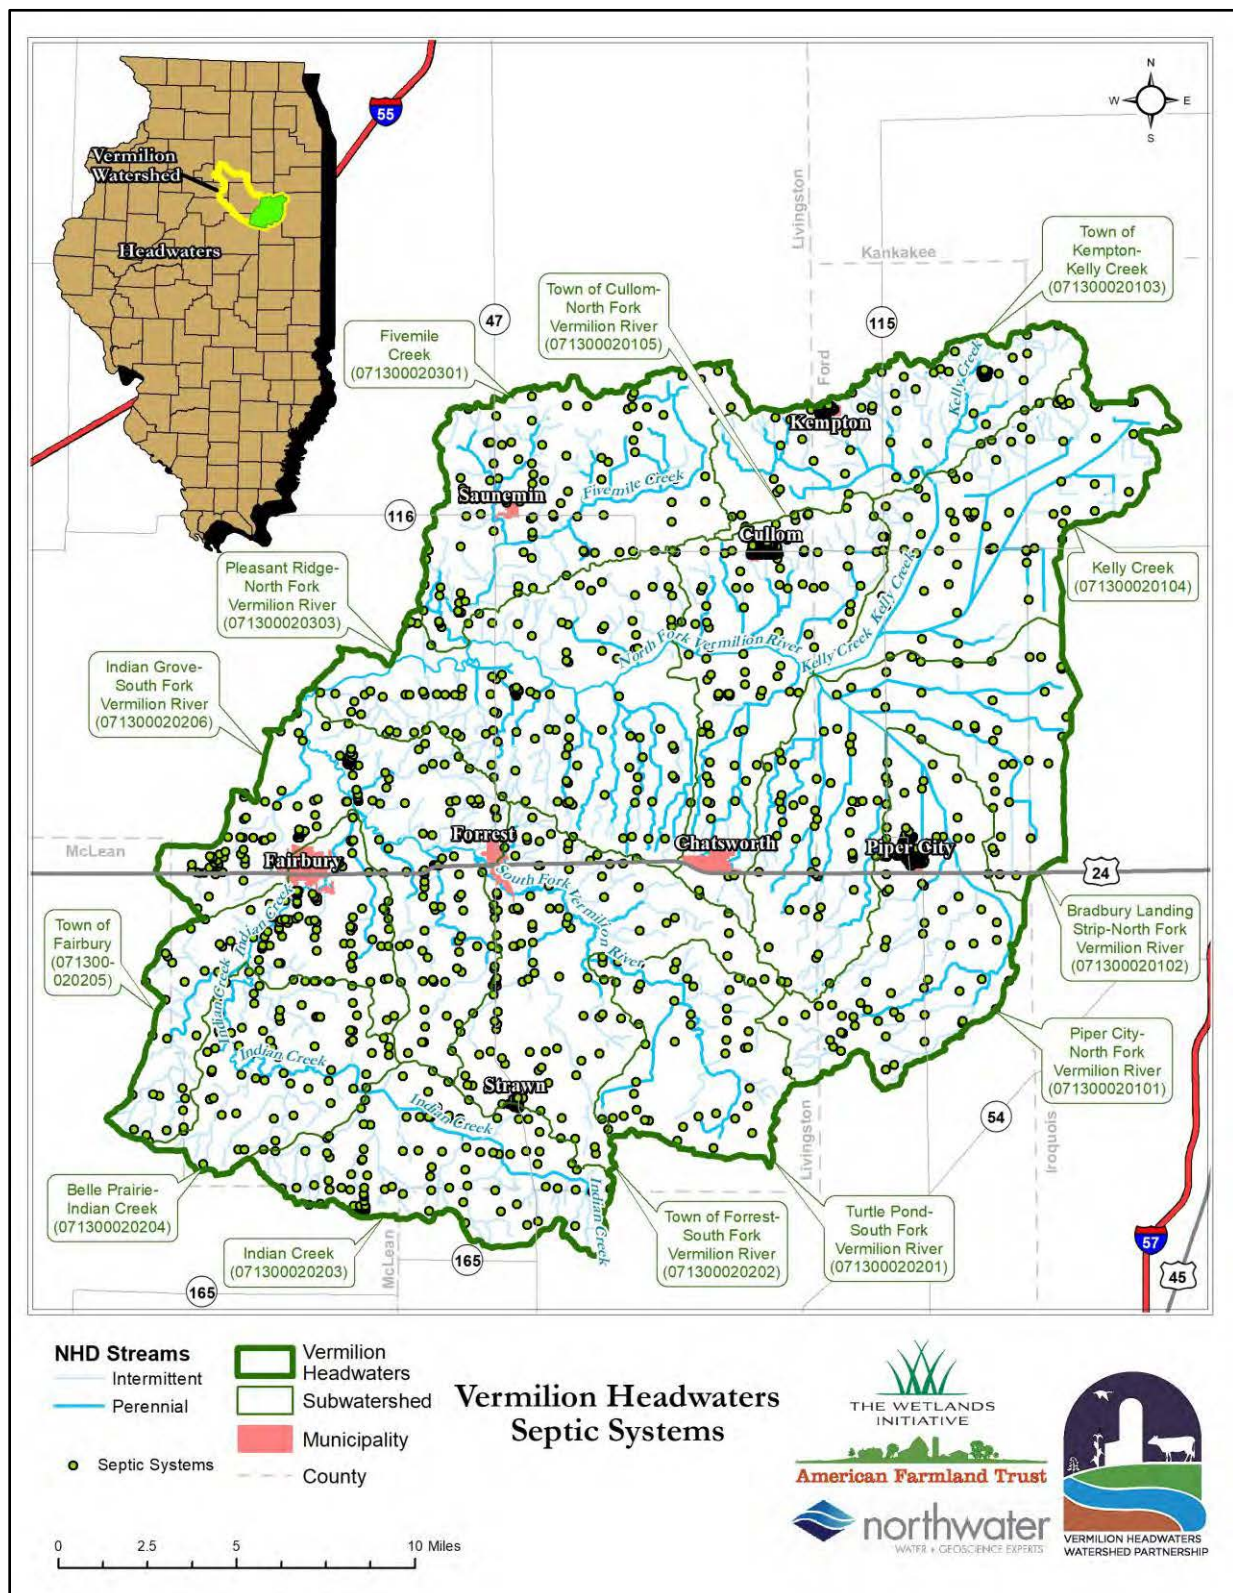 N
W
E
S
55
Vermilion
Watershed
Headwaters
Livingston
Kankakee
Ford
47
115
Town of
Kempton-
Kelly Creek
(071300020103)
Town of Cullom-
North Fork
Vermilion River
(071300020105)
Fivemile
Creek
(071300020301)
Kelly Creek
Kempton
Saunemin
Fivemile Creek
116
Cullom
Pleasant Ridge-
North Fork
Vermilion River
(071300020303)
Kelly Creek
(071300020104)
Kelly Creek
North Fork Vermilion River
Kelly Creek
Indian Grove-
South Fork
Vermilion River
(071300020206)
McLean
Fairbury
Forrest
Chatsworth
Piper City
24
South Fork Vermilion River
Indian Creek
Indian Creek
Town of
Fairbury
(071300-
020205)
Bradbury Landing
Strip-North Fork
Vermilion River
(071300020102)
Indian Creek
Strawn
Indian Creek
Piper City-
North Fork
Vermilion River
(071300020101)
54
Livingston
Iroquois
Belle Prairie-
Indian Creek
(071300020204)
Indian Creek
(071300020203)
McLean
165
165
Indian Creek
Town of Forrest-
South Fork
Vermilion River
(071300020202)
Turtle Pond-
South Fork
Vermilion River
(071300020201)
57
45
NHD Streams
Intermittent
Perennial
Septic Systems
Vermilion
Headwaters
Subwatershed
Municipality
County
Vermilion Headwaters
Septic Systems
THE WETLANDS
INITIATIVE
American Farmland Trust
northwater
WATER + GEOSCIENCE EXPERTS
VERMILION HEADWATERS
WATERSHED PARTNERSHIP
0 2.5 5 10 Miles